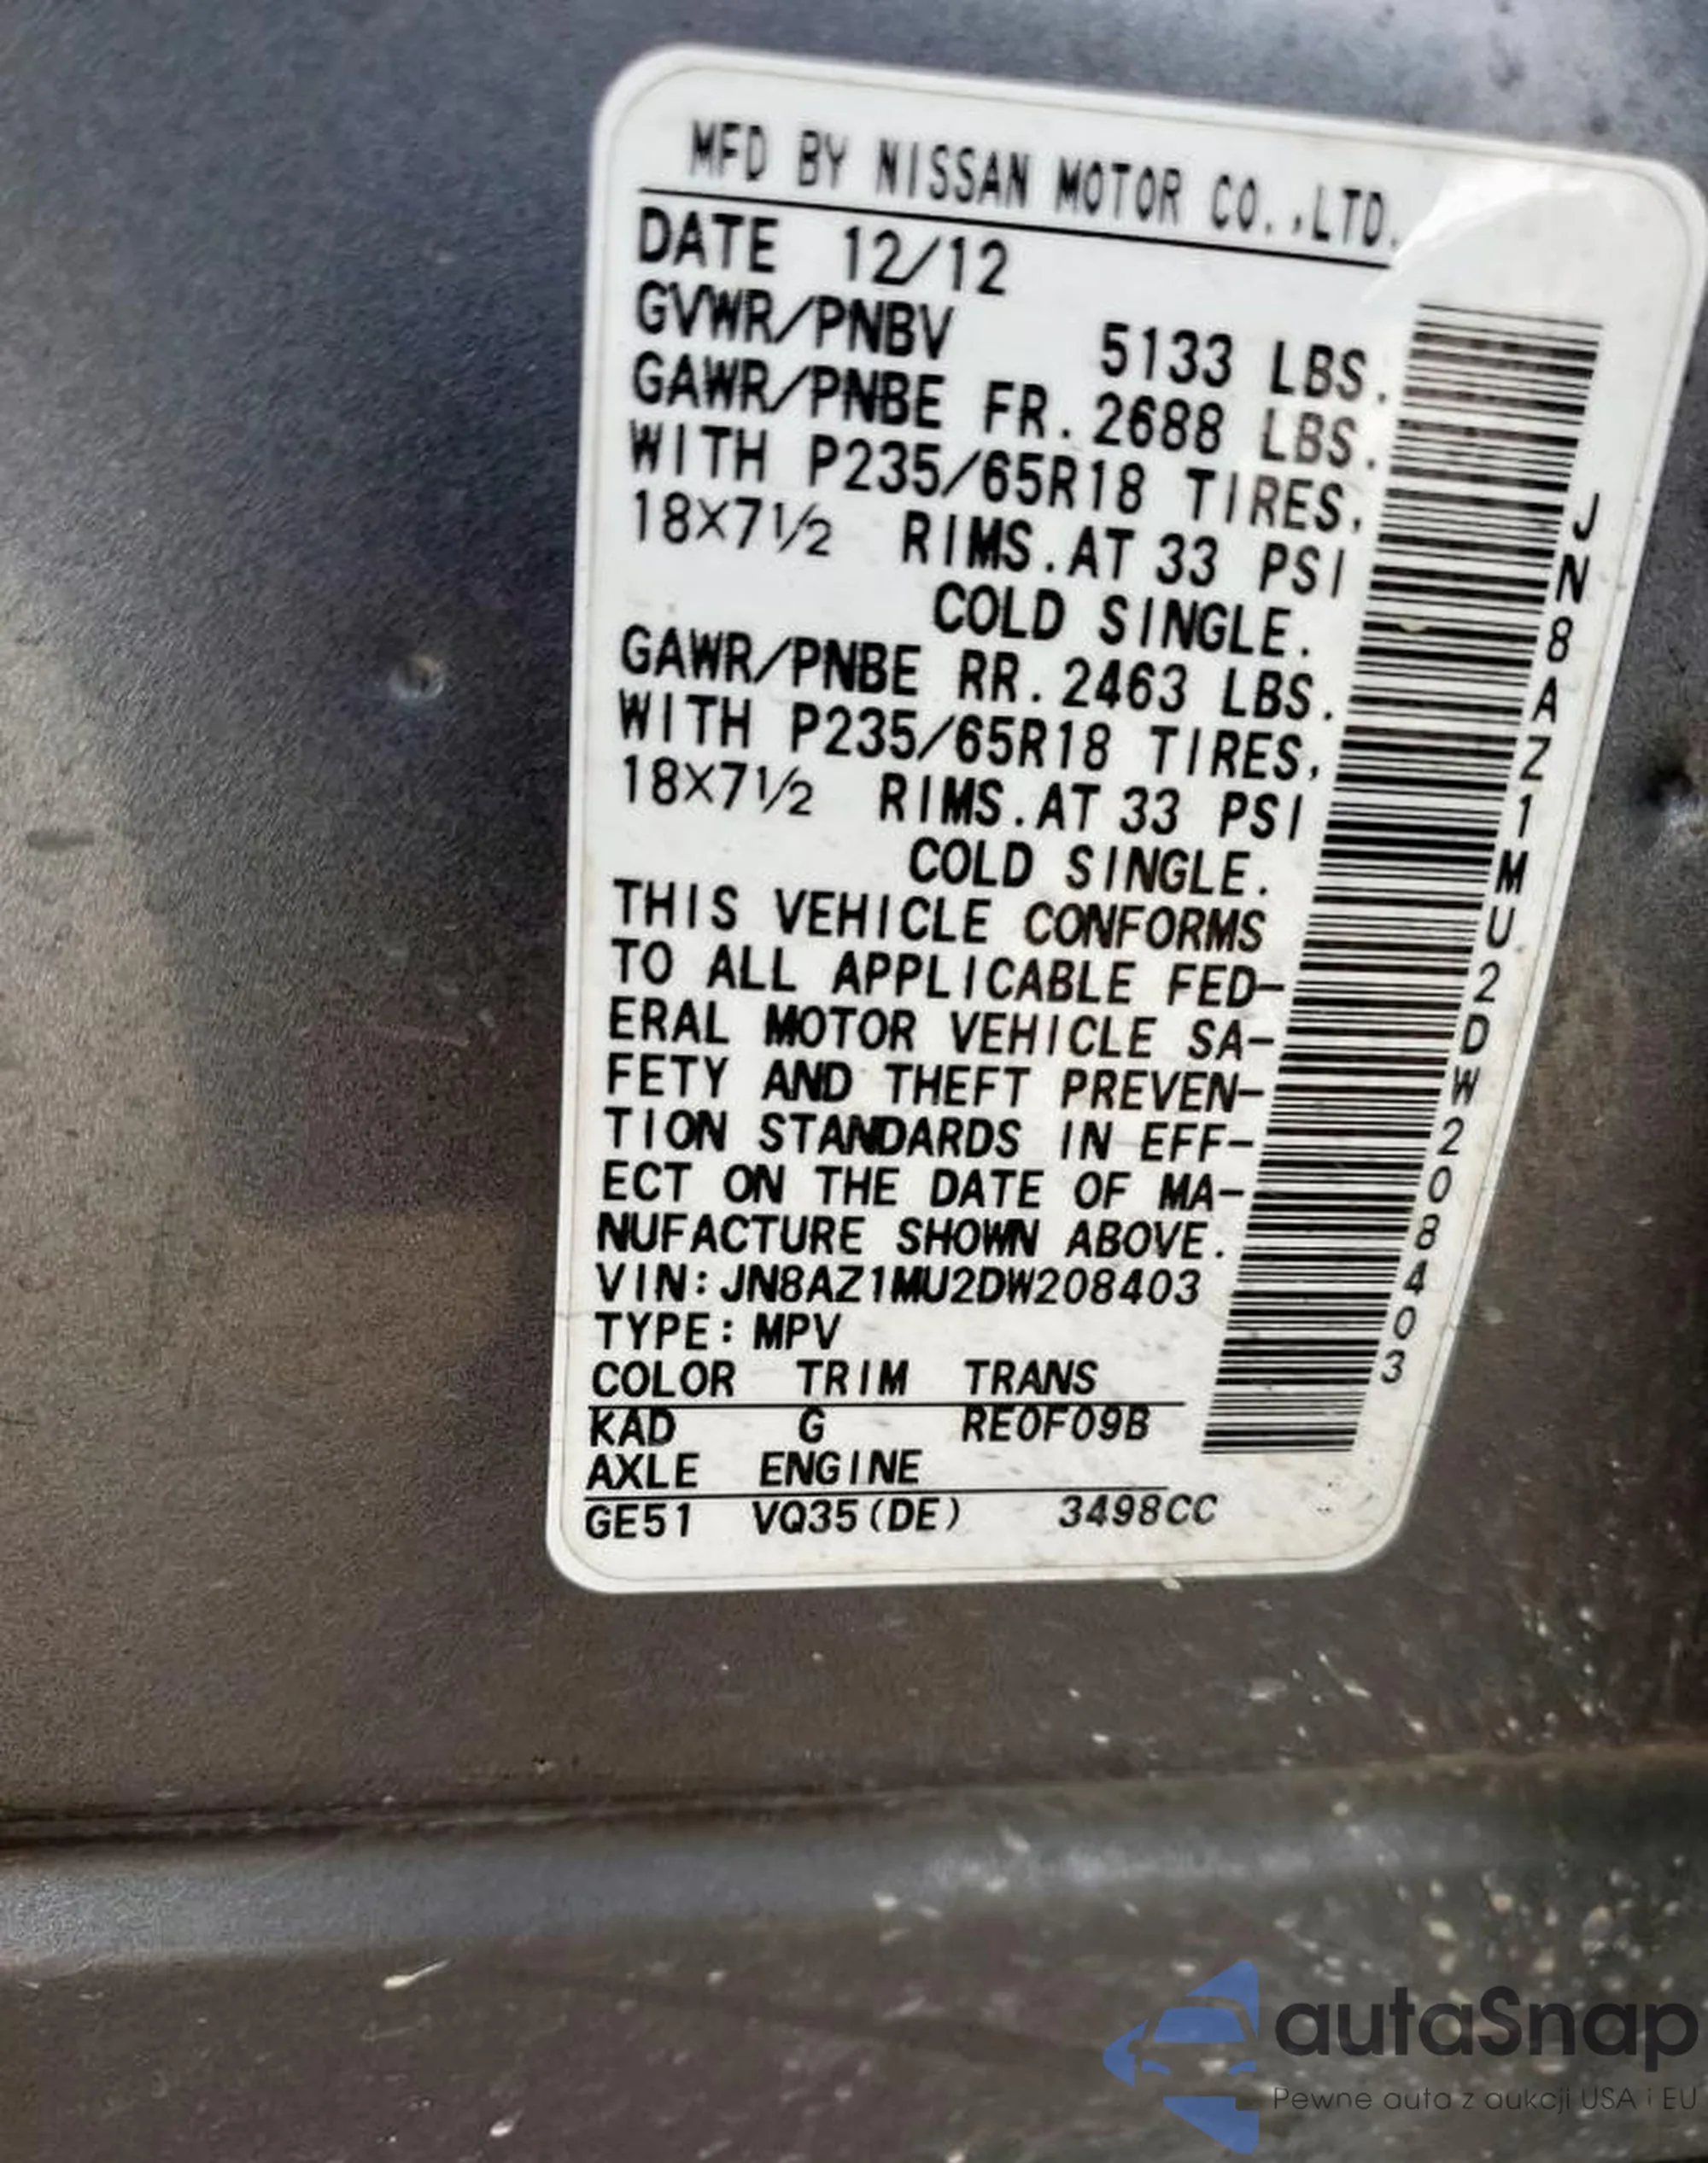 MFD BY NISSAN MOTOR CO.,LTD.
DATE 12/12
GVWR/PNBV 5133 LBS.
GAWR/PNBE FR.2688 LBS.
WITH P235/65R18 TIRES,
18X7½ RIMS.AT 33 PSI
COLD SINGLE.
GAWR/PNBE RR.2463 LBS.
WITH P235/65R18 TIRES,
18X7½ RIMS.AT 33 PSI
COLD SINGLE.
THIS VEHICLE CONFORMS
TO ALL APPLICABLE FED-
ERAL MOTOR VEHICLE SA-
FETY AND THEFT PREVEN-
TION STANDARDS IN EFF-
ECT ON THE DATE OF MA-
NUFACTURE SHOWN ABOVE.
VIN:JN8AZ1MU2DW208403
TYPE:MPV
COLOR TRIM TRANS
KAD G RE0F09B
AXLE ENGINE
GE51 VQ35(DE) 3498CC
JN8AZ1MU2DW208403
autaSnap
Pewne auta z aukcji USA i EU